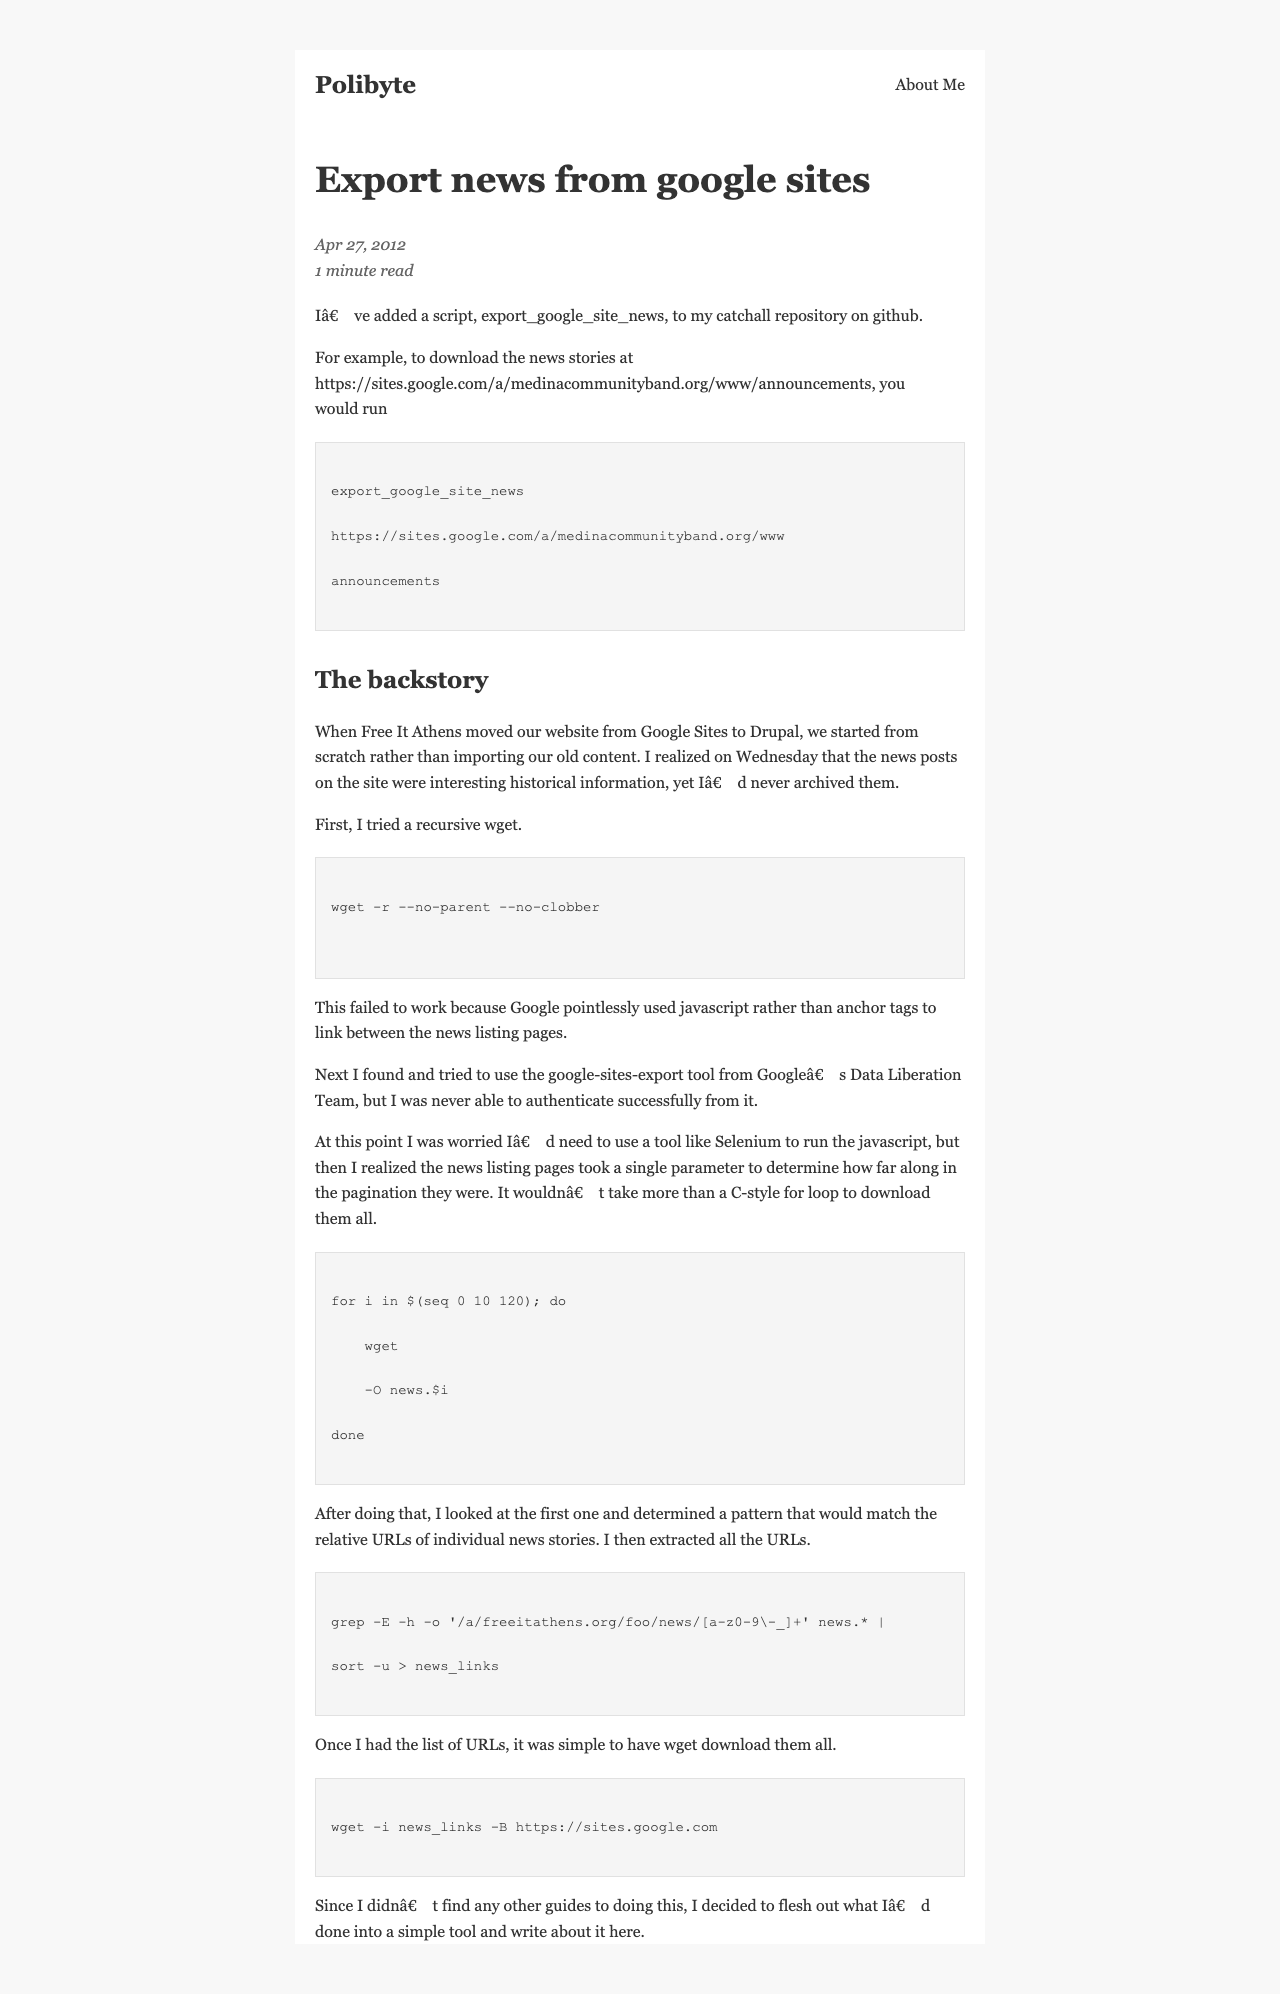 Polibyte
About Me
Export news from google sites
Apr 27, 2012
1 minute read
Iâ€ ve added a script, export_google_site_news, to my catchall repository on github.
For example, to download the news stories at
https://sites.google.com/a/medinacommunityband.org/www/announcements, you
would run
export_google_site_news
https://sites.google.com/a/medinacommunityband.org/www
announcements
The backstory
When Free It Athens moved our website from Google Sites to Drupal, we started from
scratch rather than importing our old content. I realized on Wednesday that the news posts
on the site were interesting historical information, yet Iâ€ d never archived them.
First, I tried a recursive wget.
wget -r --no-parent --no-clobber
This failed to work because Google pointlessly used javascript rather than anchor tags to
link between the news listing pages.
Next I found and tried to use the google-sites-export tool from Googleâ€ s Data Liberation
Team, but I was never able to authenticate successfully from it.
At this point I was worried Iâ€ d need to use a tool like Selenium to run the javascript, but
then I realized the news listing pages took a single parameter to determine how far along in
the pagination they were. It wouldnâ€ t take more than a C-style for loop to download
them all.
for i in $(seq 0 10 120); do
wget
-O news.$i
done
After doing that, I looked at the first one and determined a pattern that would match the
relative URLs of individual news stories. I then extracted all the URLs.
grep -E -h -o '/a/freeitathens.org/foo/news/[a-z0-9\-_]+' news.* |
sort -u > news_links
Once I had the list of URLs, it was simple to have wget download them all.
wget -i news_links -B https://sites.google.com
Since I didnâ€ t find any other guides to doing this, I decided to flesh out what Iâ€ d
done into a simple tool and write about it here.